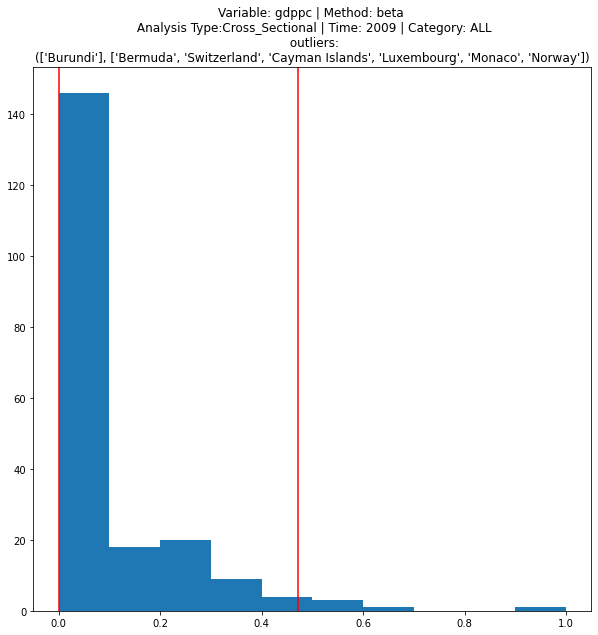 Variable: gdppc | Method: beta
Analysis Type:Cross_Sectional | Time: 2009 | Category: ALL
outliers:
(['Burundi'], ['Bermuda', 'Switzerland', 'Cayman Islands', 'Luxembourg', 'Monaco', 'Norway'])
140
120
100
80
60
40
20
0
0.0 0.2 0.4 0.6 0.8 1.0